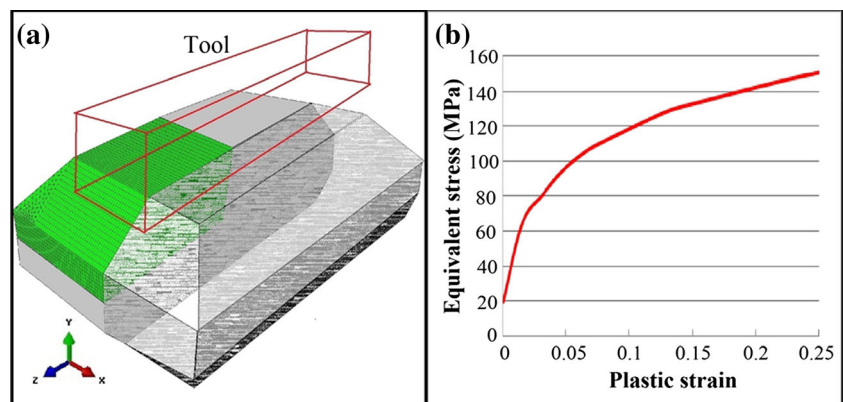 (a)
Tool
Y
Z
X
(b)
Equivalent stress (MPa)
160
140
120
100
80
60
40
20
0
0 0.05 0.1 0.15 0.2 0.25
Plastic strain